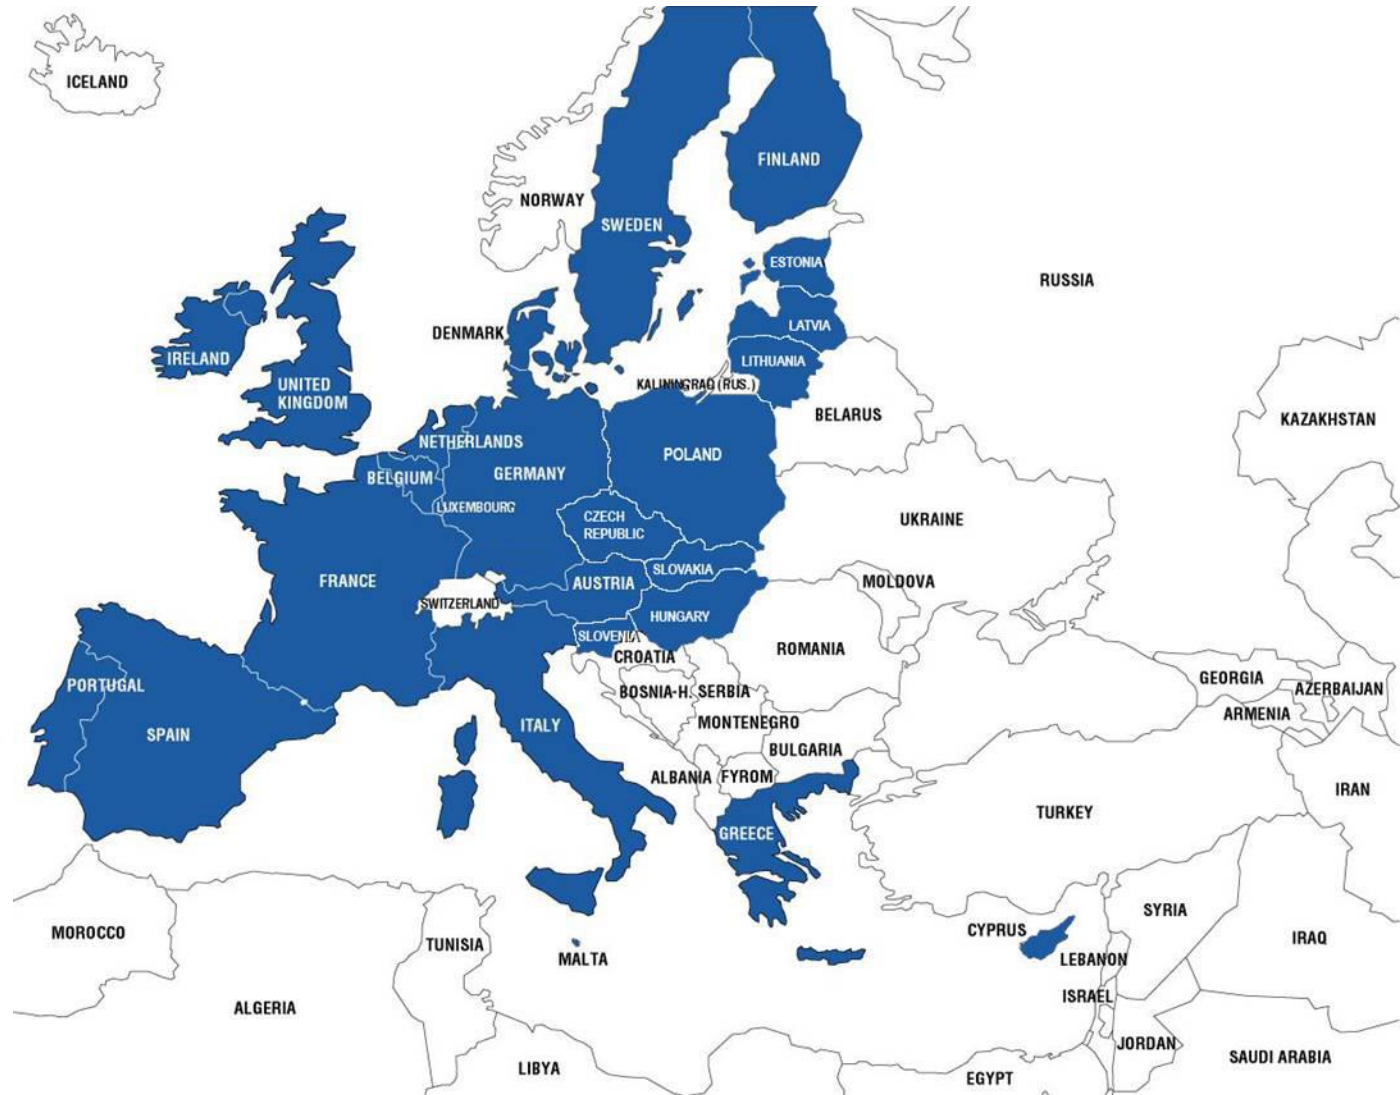 ICELAND
FINLAND
NORWAY
SWEDEN
ESTONIA
RUSSIA
LATVIA
DENMARK
IRELAND
LITHUANIA
KALININGRAD (RUS.)
UNITED
KINGDOM
BELARUS
KAZAKHSTAN
NETHERLANDS
POLAND
BELGIUM
GERMANY
LUXEMBOURG
CZECH
REPUBLIC
UKRAINE
SLOVAKIA
FRANCE
AUSTRIA
MOLDOVA
SWITZERLAND
HUNGARY
SLOVENIA
ROMANIA
CROATIA
GEORGIA
PORTUGAL
BOSNIA-H.
SERBIA
AZERBAIJAN
ARMENIA
SPAIN
ITALY
MONTENEGRO
BULGARIA
ALBANIA
FYROM
IRAN
TURKEY
GREECE
SYRIA
MOROCCO
CYPRUS
IRAQ
TUNISIA
MALTA
LEBANON
ISRAEL
ALGERIA
JORDAN
SAUDI ARABIA
LIBYA
EGYPT